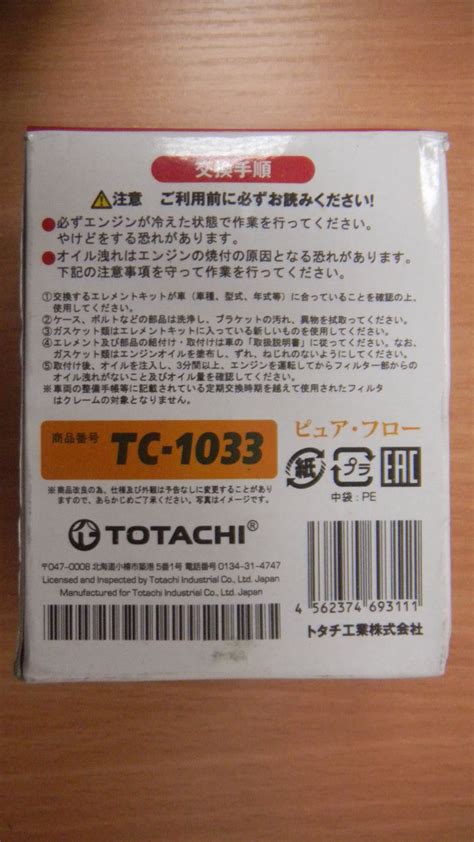 交換手順
注意 ご利用前に必ずお読みください!
●必ずエンジンが冷えた状態で作業を行ってください。
やけどをする恐れがあります。
●オイル洩れはエンジンの焼付の原因となる恐れがあります。
下記の注意事項を守って作業を行ってください。
①交換するエレメントキットが車（車種、型式、年式等）に合っていることを確認の上、
使用してください。
②ケース、ボルトなどの部品は洗浄し、ブラケットの汚れ、異物を拭取ってください。
③ガスケット類はエレメントキットに入っている新しいものを使用してください。
④エレメント及び部品の組付け・取付けは車の「取扱説明書」に従ってください。なお、
ガスケット類はエンジンオイルを塗布し、ずれ、ねじれのないようにしてください。
⑤取付け後、オイルを注入し、3分間以上、エンジンを運転してからフィルター部からの
オイル洩れがないこと及びオイル量を確認してください。
※車両の整備手帳等に記載されている定期交換時期を越えて使用されたフィルタ
はクレームの対象となりません。
商品番号 TC-1033
ピュア・フロー
紙 プラ EAC
中袋：PE
※商品改良の為、仕様及び外観は予告なしに変更することがあり
ますので、あらかじめご了承ください。写真はイメージです。
TOTACHI®
〒047-0008 北海道小樽市築港 5番1号 電話番号 0134-31-4747
Licensed and Inspected by Totachi Industrial Co., Ltd. Japan
Manufactured for Totachi Industrial Co., Ltd. Japan
4 562374 693111
トタチ工業株式会社